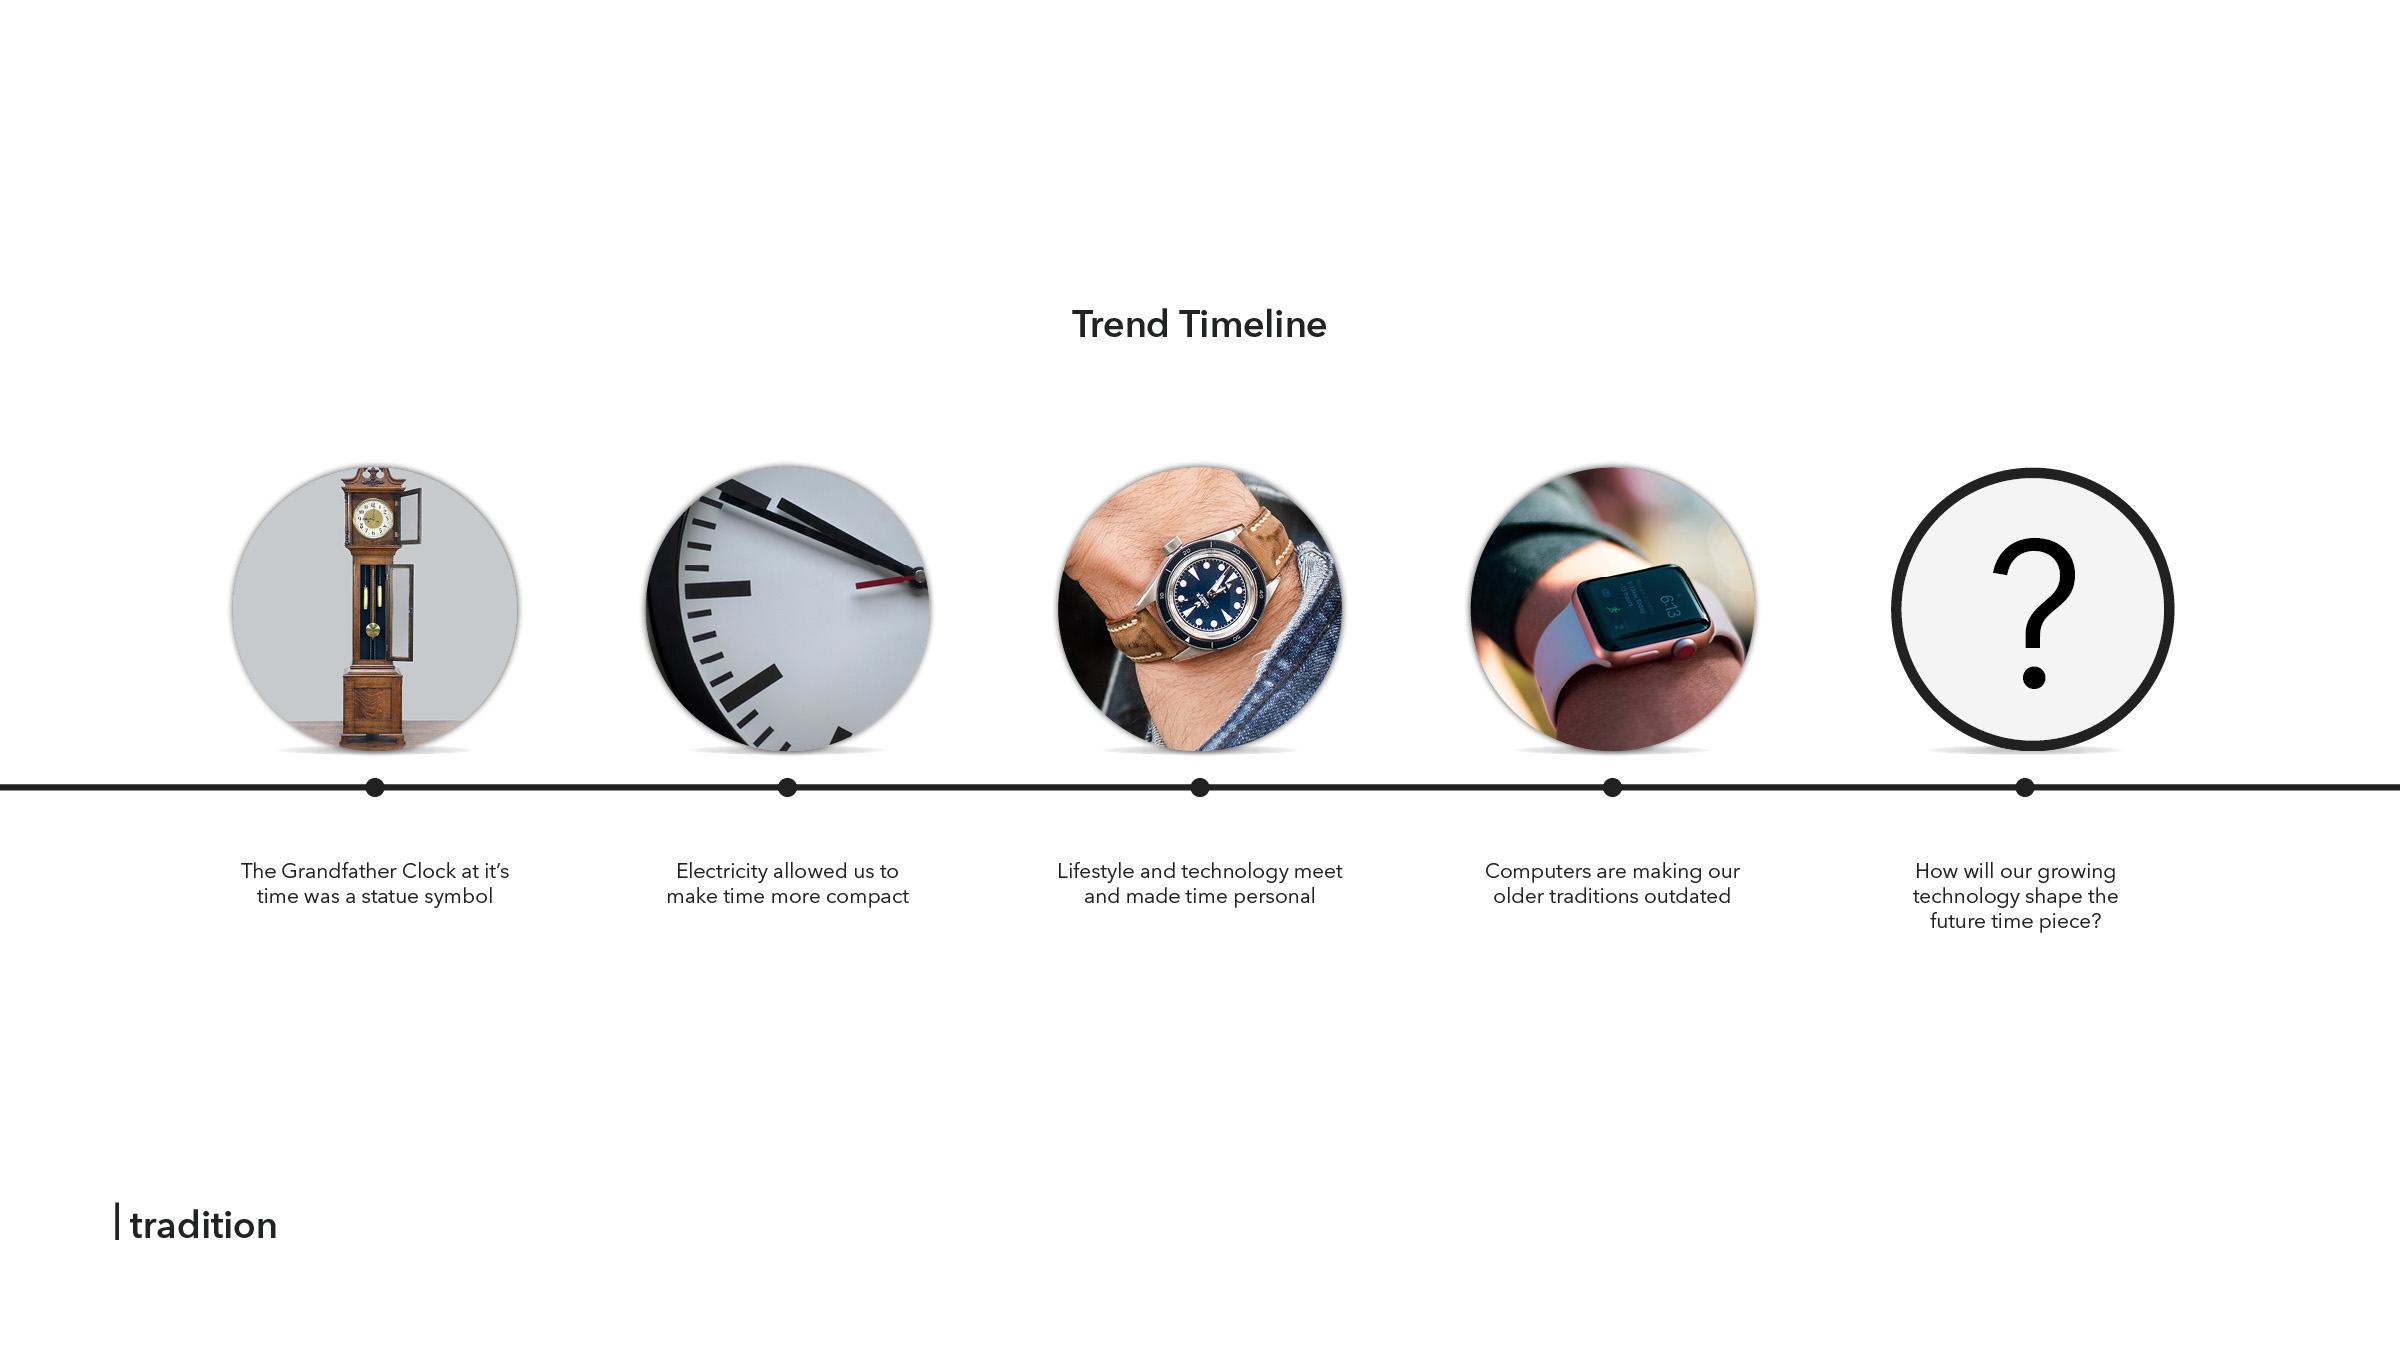 Trend Timeline
6:13
?
The Grandfather Clock at it’s
time was a statue symbol
Electricity allowed us to
make time more compact
Lifestyle and technology meet
and made time personal
Computers are making our
older traditions outdated
How will our growing
technology shape the
future time piece?
| tradition